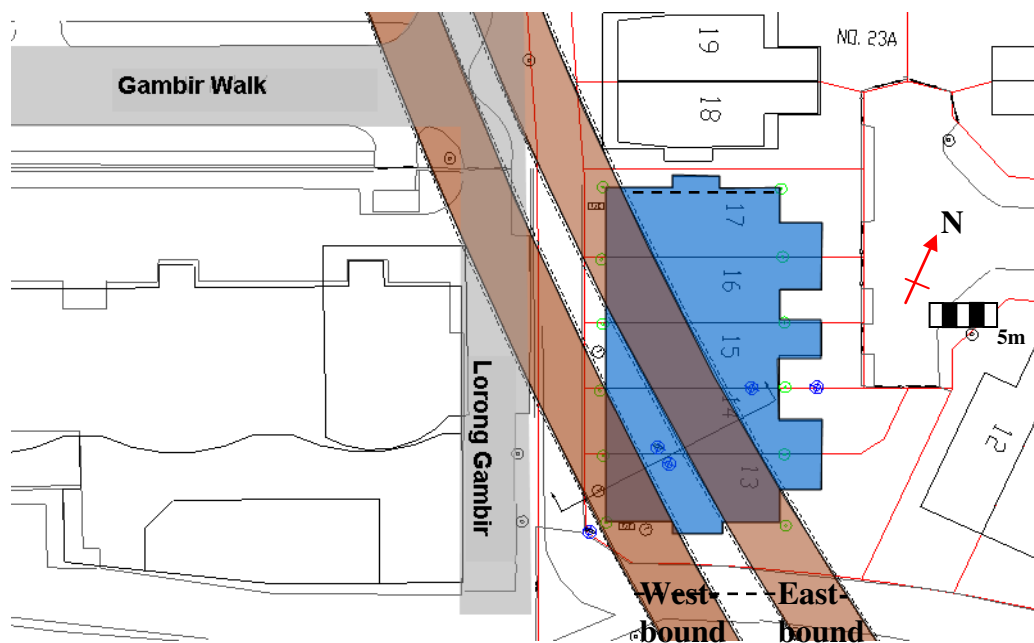 NO. 23A
19
18
Gambir Walk
17
16
15
14
13
N
5m
12
Lorong Gambir
West-
bound
East-
bound